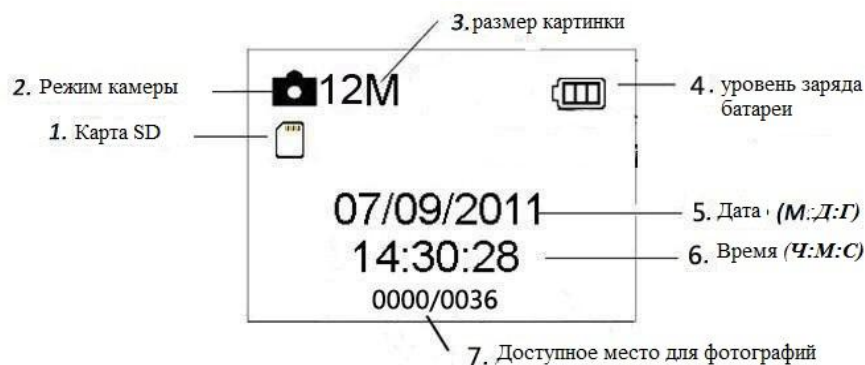 3. размер картинки
2. Режим камеры
12M
4. уровень заряда
батареи
1. Карта SD
07/09/2011
5. Дата (М:Д:Г)
14:30:28
6. Время (Ч:М:С)
0000/0036
7. Доступное место для фотографий